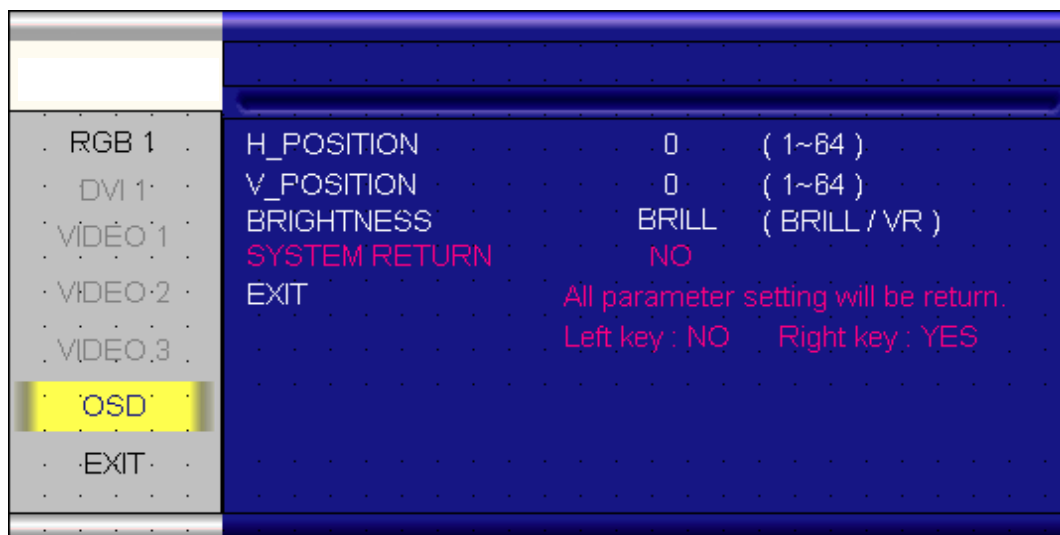 RGB 1
DVI 1
VIDEO 1
VIDEO 2
VIDEO 3
OSD
EXIT
H_POSITION 0 ( 1~64 )
V_POSITION 0 ( 1~64 )
BRIGHTNESS BRILL ( BRILL / VR )
SYSTEM RETURN NO
EXIT
All parameter setting will be return.
Left key : NO Right key : YES